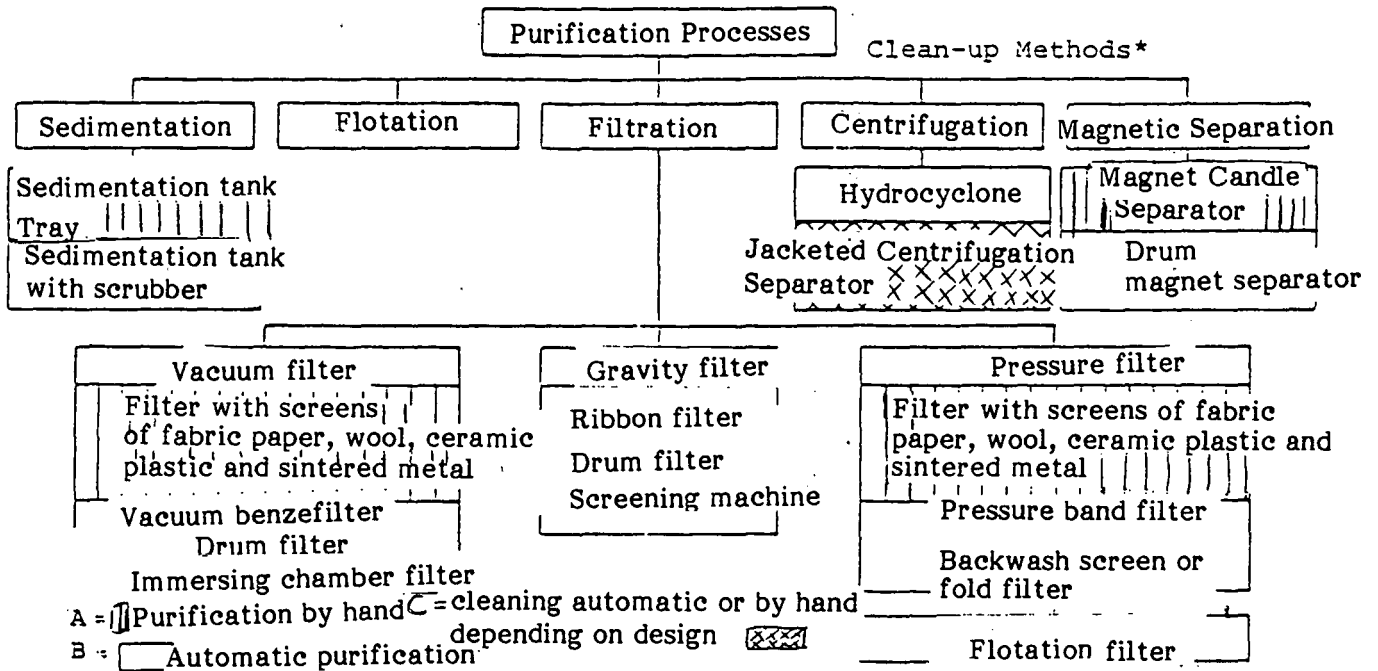 Purification Processes
Clean-up Methods*
Sedimentation
Flotation
Filtration
Centrifugation
Magnetic Separation
Sedimentation tank
Tray
Sedimentation tank
with scrubber
Hydrocyclone
Jacketed Centrifugation
Separator
Magnet Candle
Separator
Drum
magnet separator
Vacuum filter
Filter with screens
of fabric paper, wool, ceramic
plastic and sintered metal
Vacuum benzefilter
Drum filter
Immersing chamber filter
Gravity filter
Ribbon filter
Drum filter
Screening machine
Pressure filter
Filter with screens of fabric
paper, wool, ceramic plastic and
sintered metal
Pressure band filter
Backwash screen or
fold filter
Flotation filter
A = Purification by hand
B = Automatic purification
C = cleaning automatic or by hand
depending on design